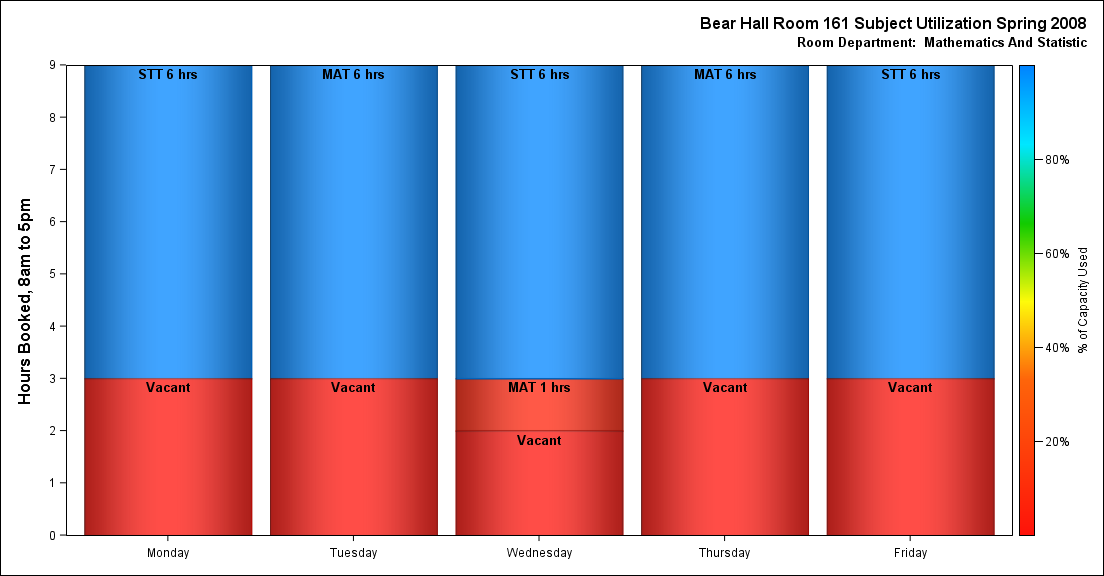 Bear Hall Room 161 Subject Utilization Spring 2008
Room Department:  Mathematics And Statistic
Hours Booked, 8am to 5pm
9
8
7
6
5
4
3
2
1
0
STT 6 hrs
MAT 6 hrs
STT 6 hrs
MAT 6 hrs
STT 6 hrs
Vacant
Vacant
MAT 1 hrs
Vacant
Vacant
Vacant
Monday
Tuesday
Wednesday
Thursday
Friday
80%
60%
40%
20%
% of Capacity Used